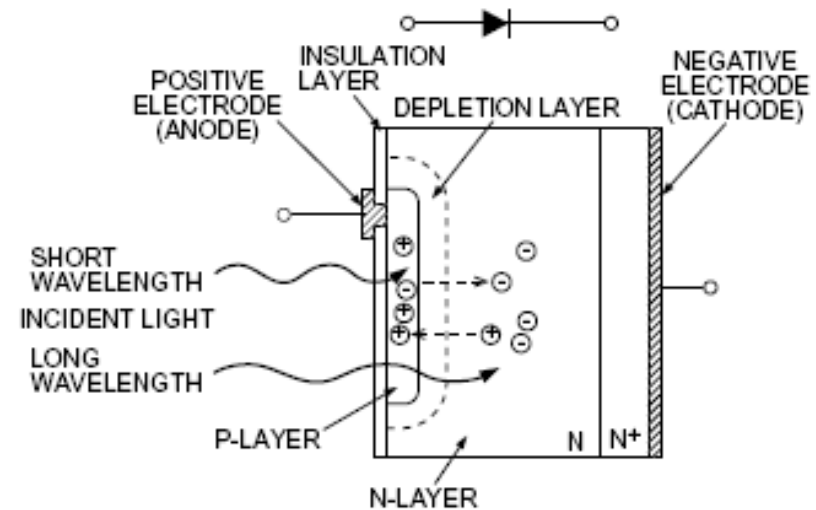 INSULATION
LAYER
POSITIVE
ELECTRODE
(ANODE)
DEPLETION LAYER
NEGATIVE
ELECTRODE
(CATHODE)
SHORT
WAVELENGTH
INCIDENT LIGHT
LONG
WAVELENGTH
P-LAYER
N-LAYER
N
N+
+
-
-
-
+
+
+
-
-